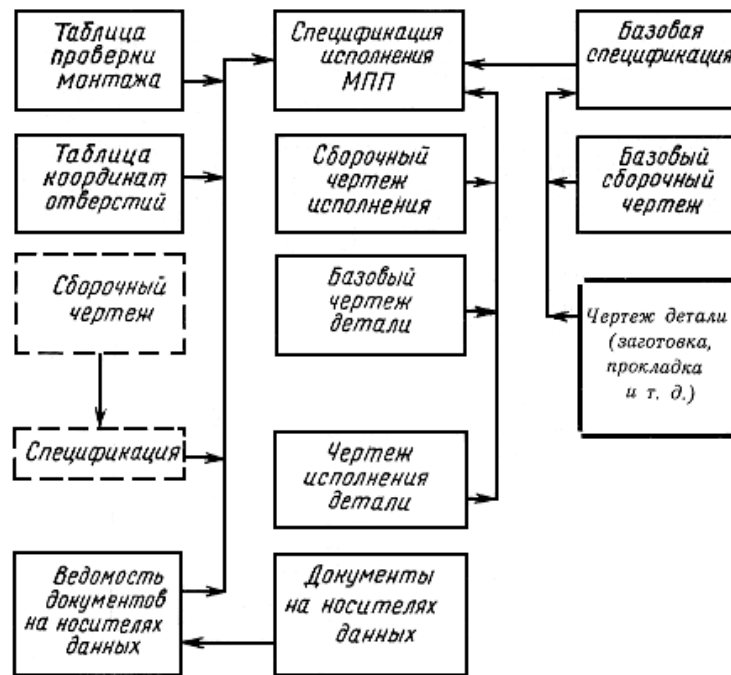 Таблица
проверки
монтажа
Спецификация
исполнения
МПП
Базовая
спецификация
Таблица
координат
отверстий
Сборочный
чертеж
исполнения
Базовый
сборочный
чертеж
Сборочный
чертеж
Базовый
чертеж
детали
Чертеж детали
(заготовка,
прокладка
и т. д.)
Спецификация
Чертеж
исполнения
детали
Ведомость
документов
на носителях
данных
Документы
на носителях
данных